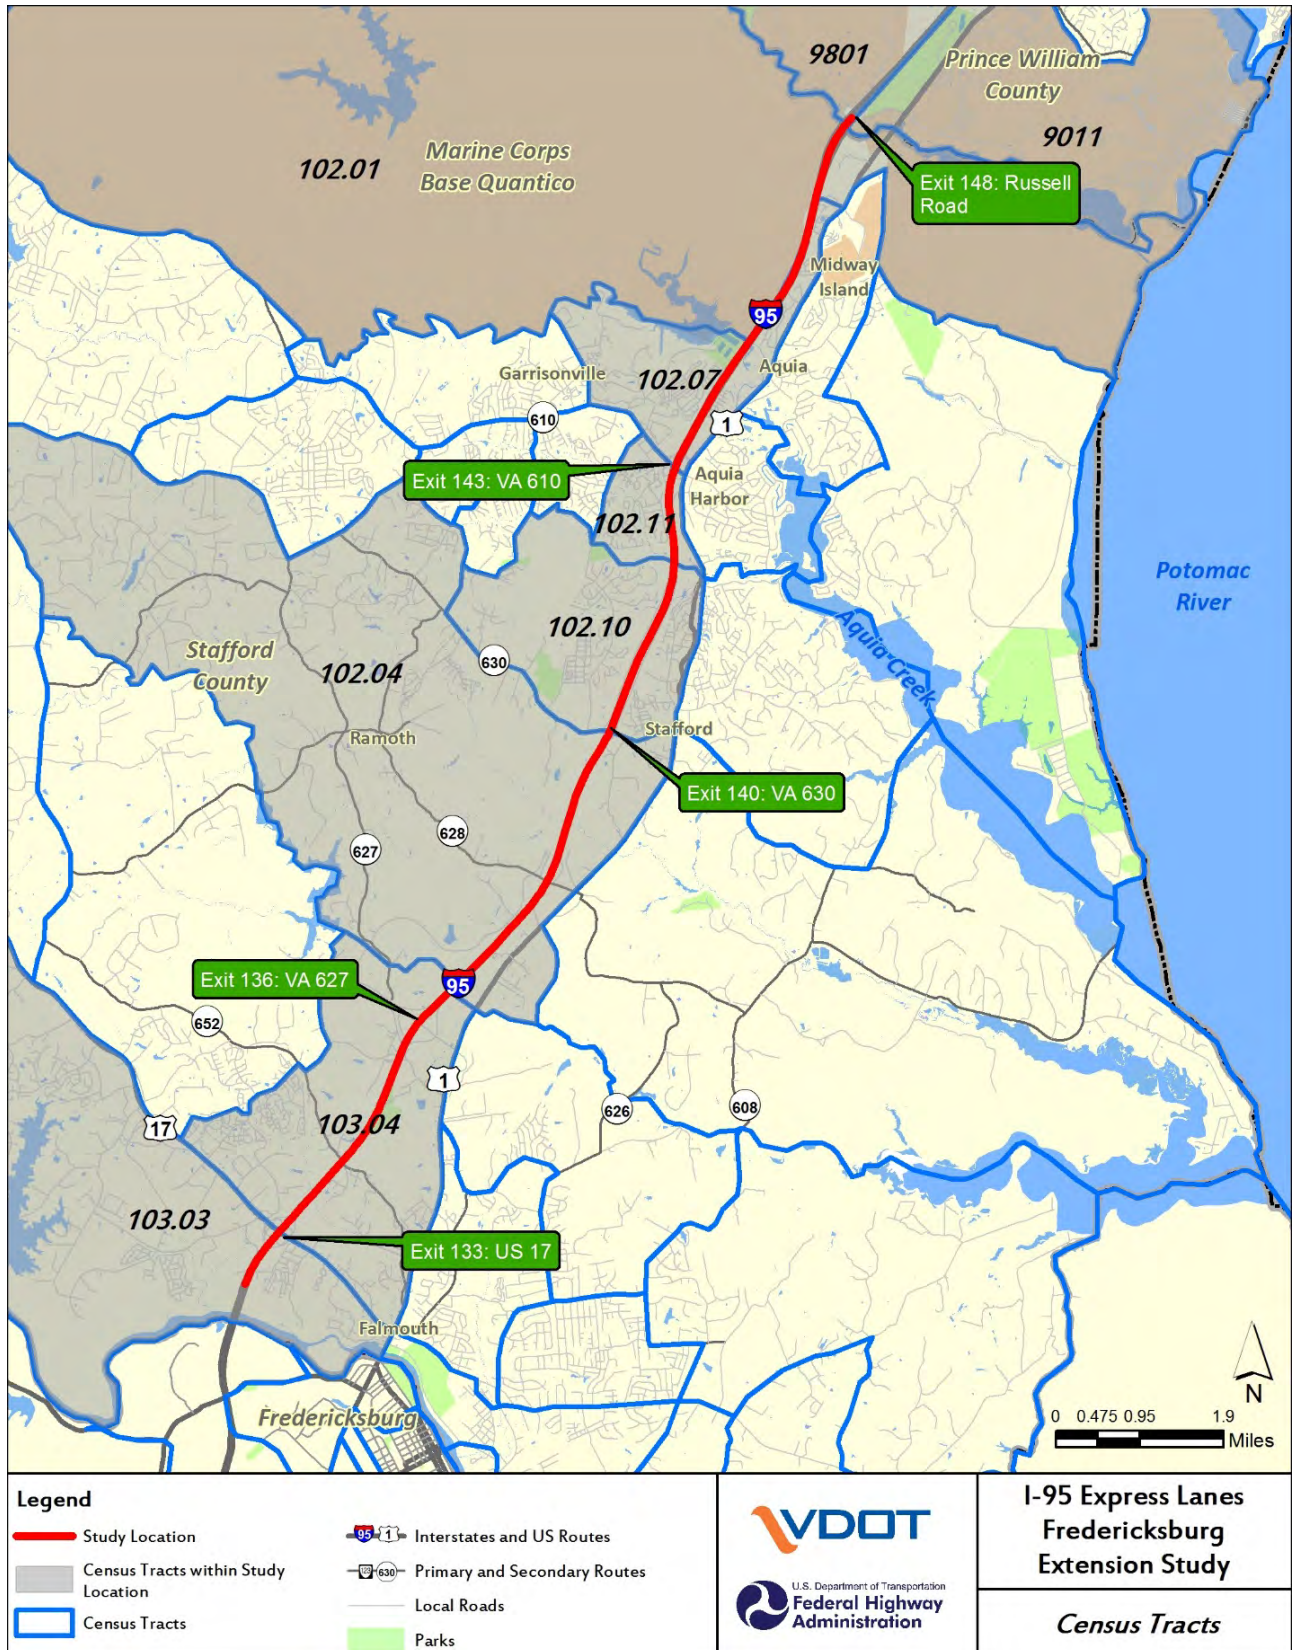 9801
Prince William
County
9011
102.01
Marine Corps
Base Quantico
Exit 148: Russell
Road
Midway
Island
95
Garrisonville
102.07
Aquia
610
1
Exit 143: VA 610
Aquia
Harbor
102.11
Potomac
River
102.10
Aquia Creek
Stafford
County
102.04
630
Ramoth
Stafford
Exit 140: VA 630
628
627
Exit 136: VA 627
95
652
1
17
103.04
626
608
103.03
Exit 133: US 17
Falmouth
N
Fredericksburg
0 0.475 0.95 1.9
Miles
Legend
Study Location
Census Tracts within Study
Location
Census Tracts
95 1 Interstates and US Routes
123 630 Primary and Secondary Routes
Local Roads
Parks
VDOT
U.S. Department of Transportation
Federal Highway
Administration
I-95 Express Lanes
Fredericksburg
Extension Study
Census Tracts